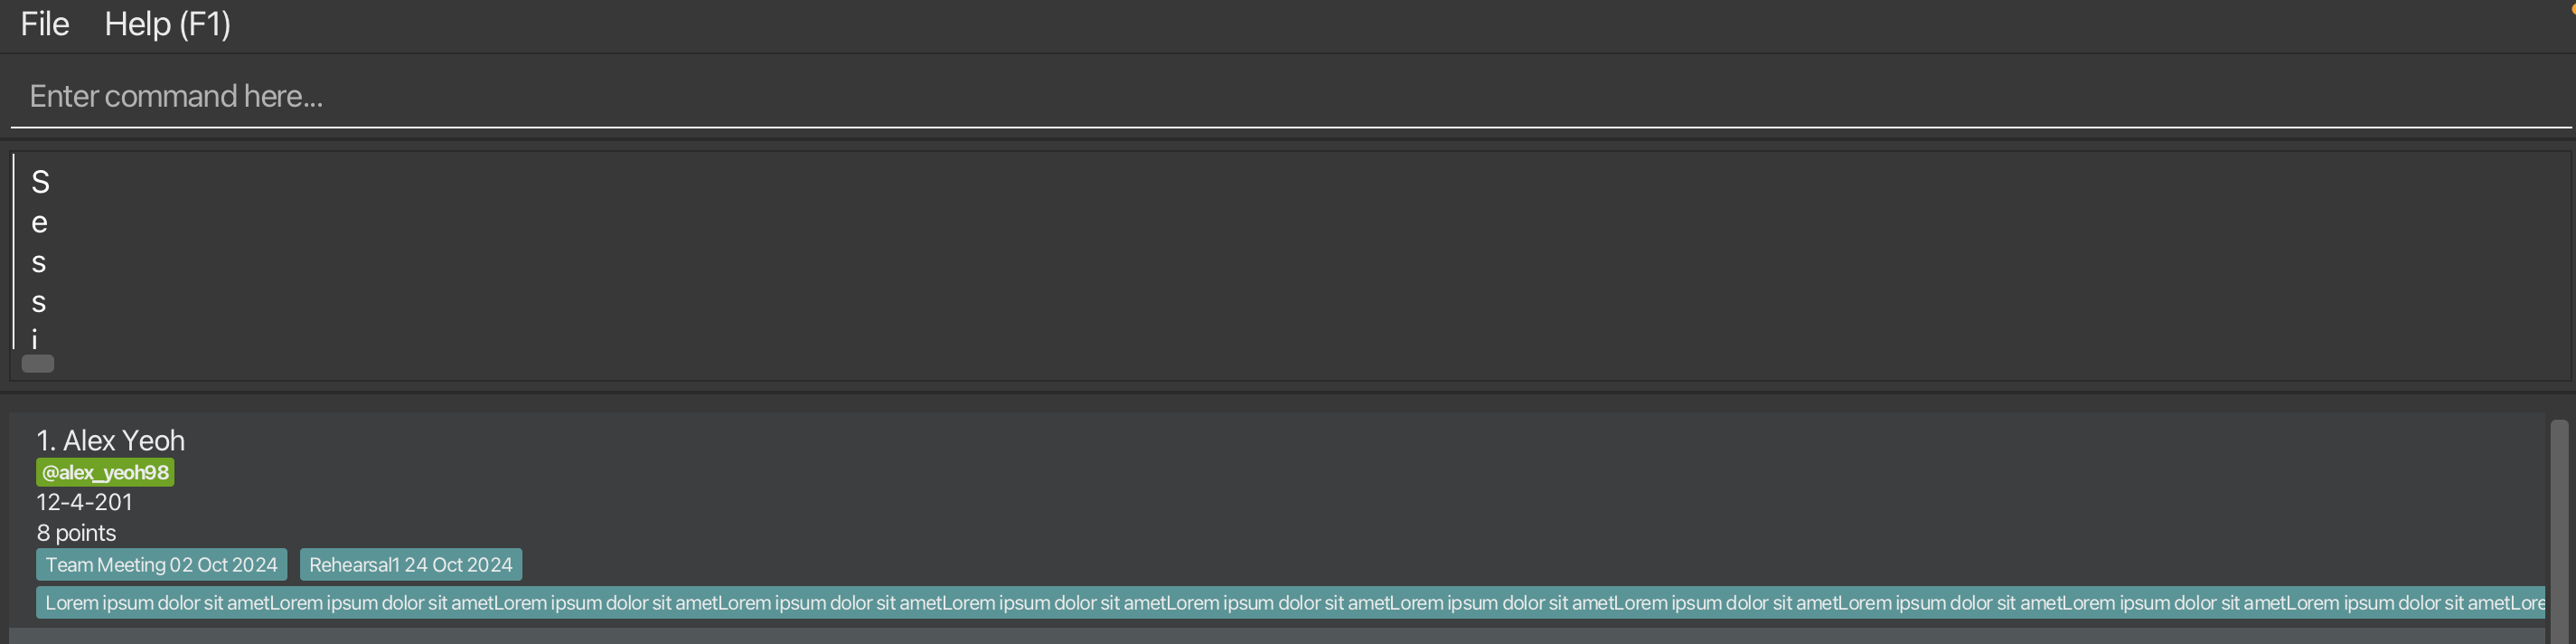 File Help (F1)
Enter command here...
S
e
s
s
i
1. Alex Yeoh
@alex_yeoh98
12-4-201
8 points
Team Meeting 02 Oct 2024 Rehearsal1 24 Oct 2024
Lorem ipsum dolor sit ametLorem ipsum dolor sit ametLorem ipsum dolor sit ametLorem ipsum dolor sit ametLorem ipsum dolor sit ametLorem ipsum dolor sit ametLorem ipsum dolor sit ametLorem ipsum dolor sit ametLorem ipsum dolor sit ametLorem ipsum dolor sit ametLorem ipsum dolor sit ametLore